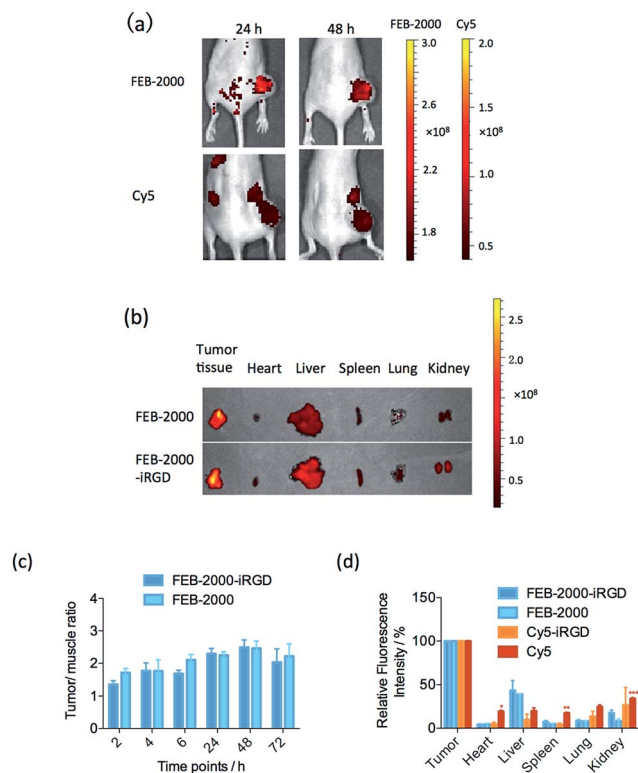 (a)
24 h
48 h
FEB-2000
Cy5
FEB-2000
Cy5
3.0
2.6
×10⁸
2.2
1.8
2.0
1.5
×10⁸
1.0
0.5
(b)
Tumor tissue
Heart
Liver
Spleen
Lung
Kidney
FEB-2000
FEB-2000
-iRGD
2.5
2.0
×10⁸
1.5
1.0
0.5
(c)
FEB-2000-iRGD
FEB-2000
Tumor/ muscle ratio
4
3
2
1
0
2
4
6
24
48
72
Time points / h
(d)
FEB-2000-iRGD
FEB-2000
Cy5-iRGD
Cy5
Relative Fluorescence
Intensity / %
150
100
50
0
*
**
***
Tumor
Heart
Liver
Spleen
Lung
Kidney